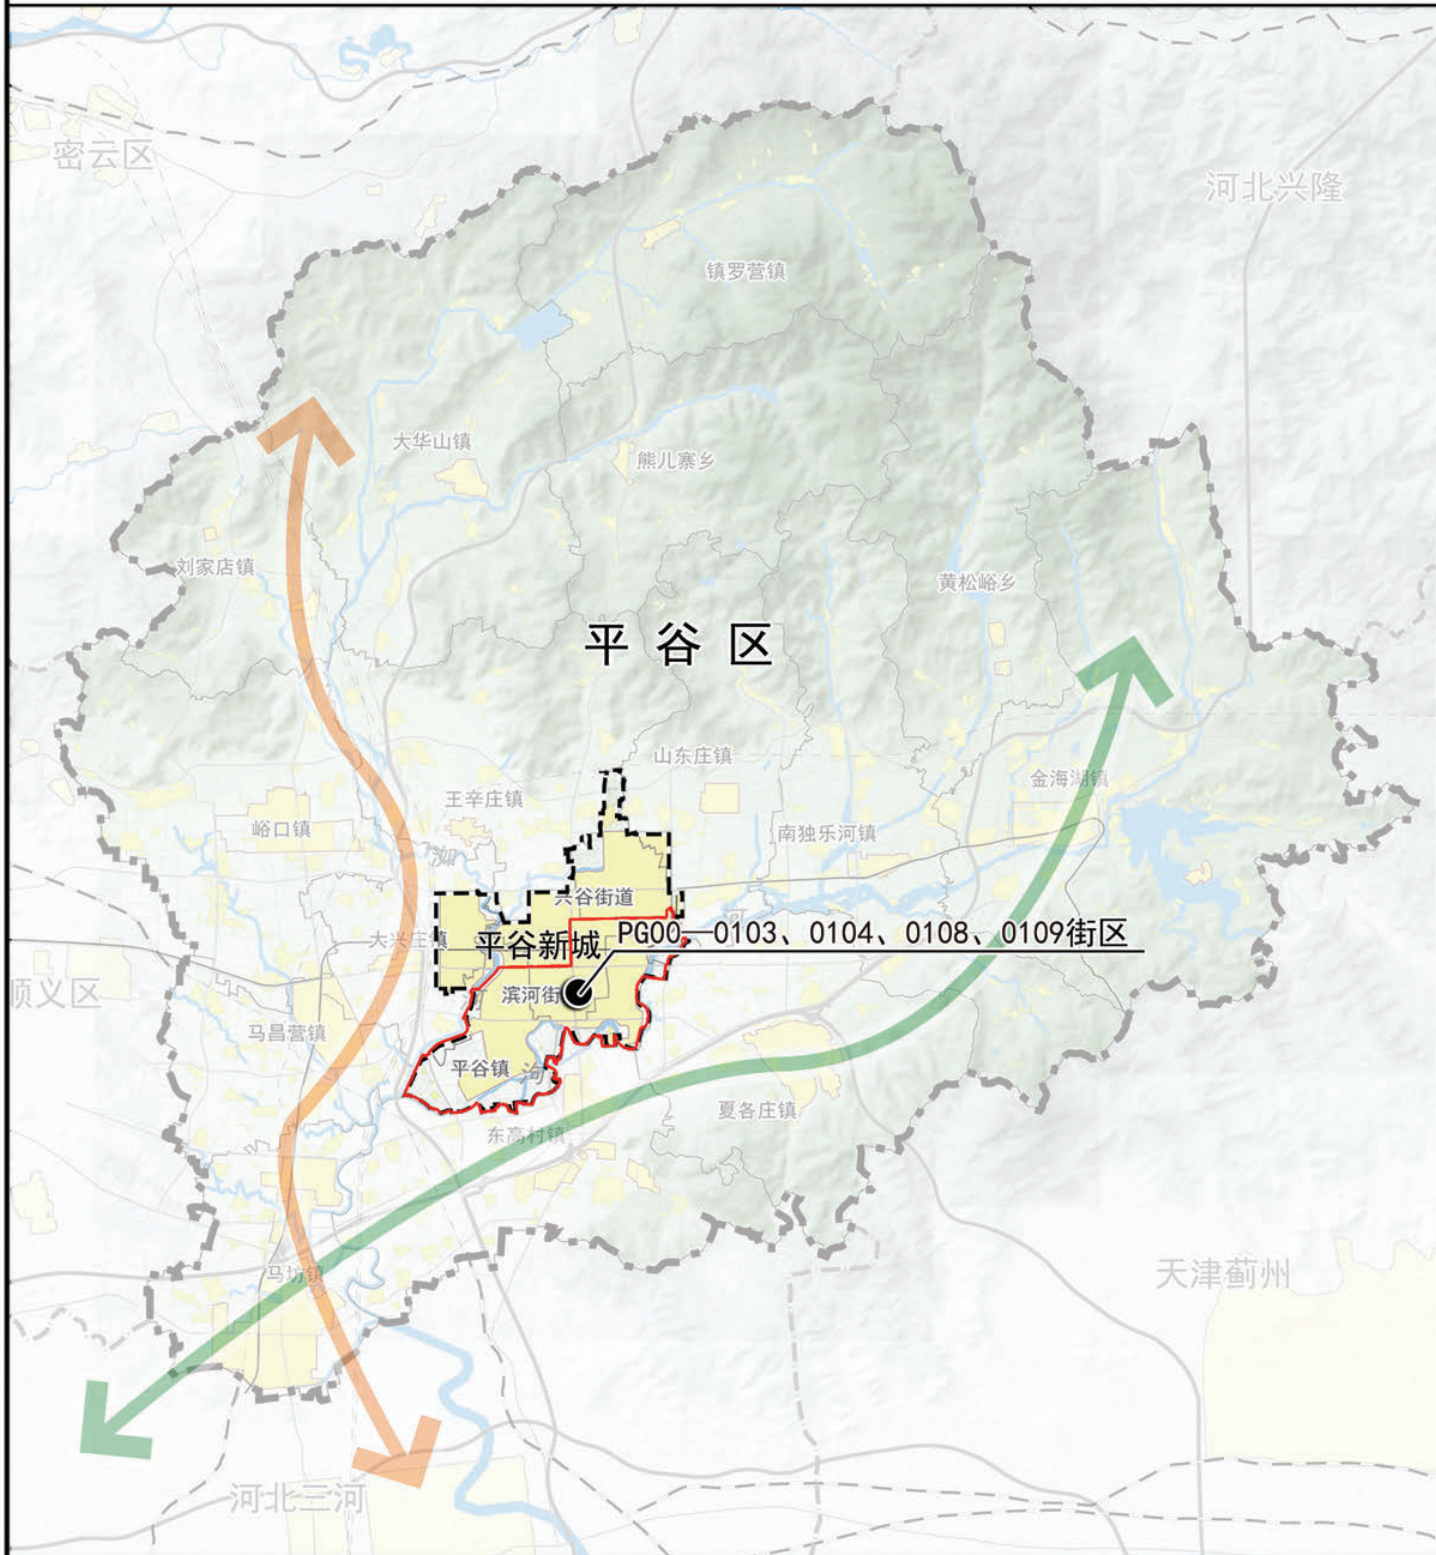 密云区
河北兴隆
镇罗营镇
大华山镇
熊儿寨乡
刘家店镇
黄松峪乡
平谷区
山东庄镇
金海湖镇
王辛庄镇
峪口镇
南独乐河镇
洳
兴谷街道
河
大兴庄镇
平谷新城
PG00—0103、0104、0108、0109街区
顺义区
滨河街
河
马昌营镇
平谷镇
泃
夏各庄镇
东高村镇
马坊镇
天津蓟州
河北三河